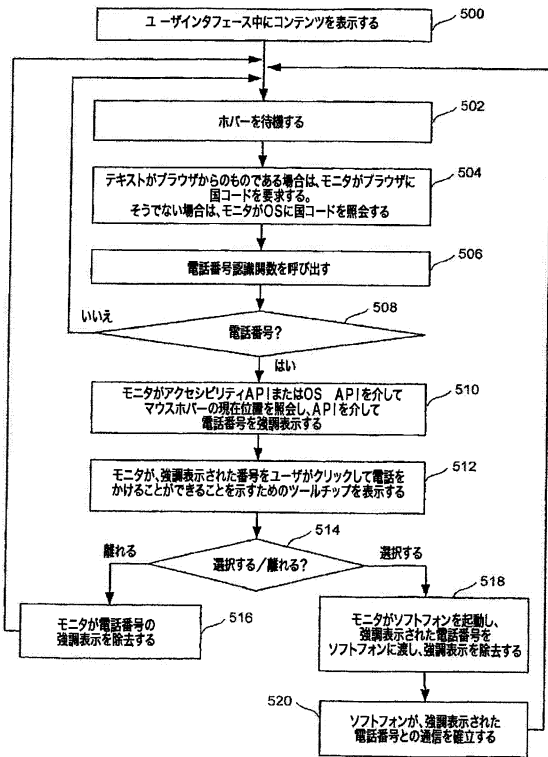 ユーザインタフェース中にコンテンツを表示する
500
ホバーを待機する
502
テキストがブラウザからのものである場合は、モニタがブラウザに
国コードを要求する。
そうでない場合は、モニタがOSに国コードを照会する
504
電話番号認識関数を呼び出す
506
いいえ
電話番号?
508
はい
モニタがアクセシビリティAPIまたはOS API を介して
マウスホバーの現在位置を照会し、APIを介して
電話番号を強調表示する
510
モニタが、強調表示された番号をユーザがクリックして電話を
かけることができることを示すためのツールチップを表示する
512
離れる
選択する/離れる?
514
選択する
モニタが電話番号の
強調表示を除去する
516
モニタがソフトフォンを起動し、
強調表示された電話番号を
ソフトフォンに渡し、強調表示を除去する
518
ソフトフォンが、強調表示された
電話番号との通信を確立する
520